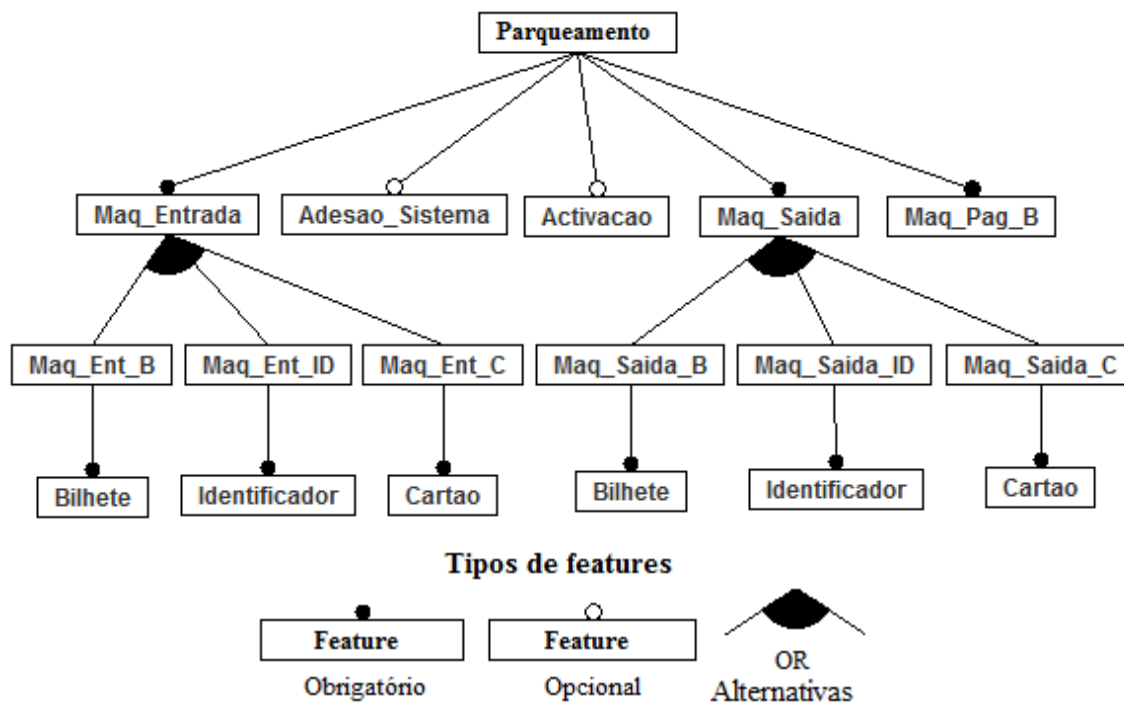 Parqueamento
Maq_Entrada
Adesao_Sistema
Activacao
Maq_Saida
Maq_Pag_B
Maq_Ent_B
Maq_Ent_ID
Maq_Ent_C
Maq_Saida_B
Maq_Saida_ID
Maq_Saida_C
Bilhete
Identificador
Cartao
Bilhete
Identificador
Cartao
Tipos de features
Feature
Feature
Obrigatório
Opcional
OR
Alternativas